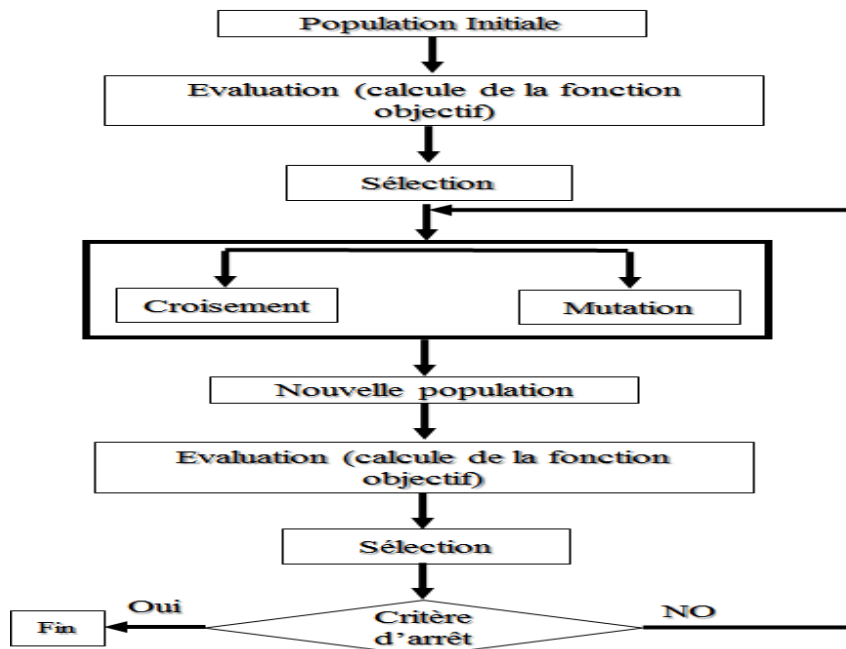 Population Initiale
Evaluation (calcule de la fonction
objectif)
Sélection
Croisement
Mutation
Nouvelle population
Evaluation (calcule de la fonction
objectif)
Sélection
Oui
NO
Fin
Critère
d'arrêt